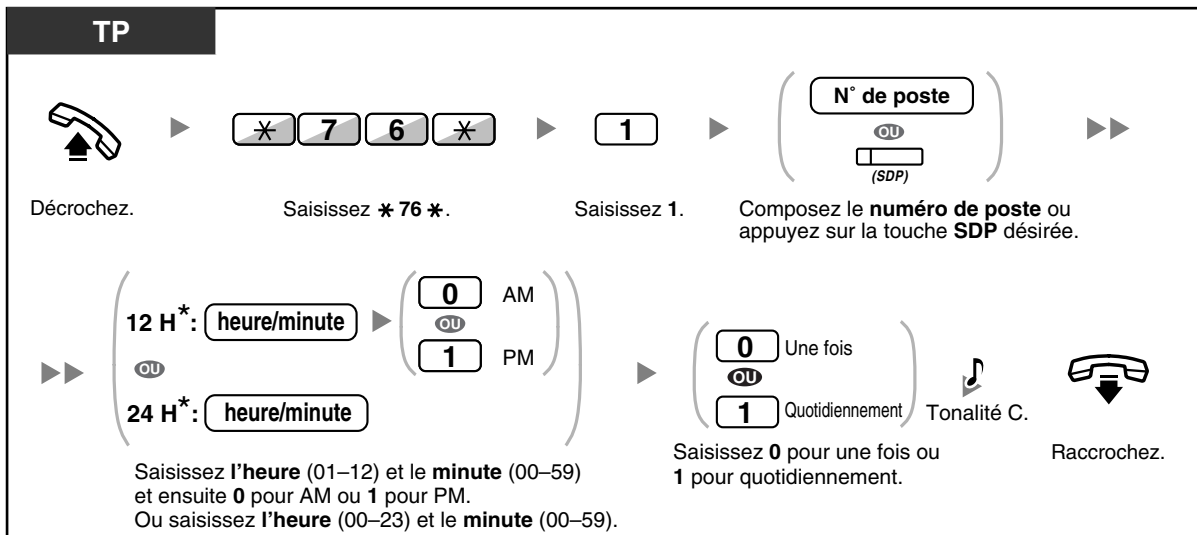 TP
N° de poste
OU
(SDP)
✳ 7 6 ✳
1
Décrochez.
Saisissez ✳ 76 ✳.
Saisissez 1.
Composez le numéro de poste ou
appuyez sur la touche SDP désirée.
12 H*: heure/minute
OU
24 H*: heure/minute
0 AM
OU
1 PM
Saisissez l'heure (01–12) et le minute (00–59)
et ensuite 0 pour AM ou 1 pour PM.
Ou saisissez l'heure (00–23) et le minute (00–59).
0 Une fois
OU
1 Quotidiennement
Saisissez 0 pour une fois ou
1 pour quotidiennement.
Tonalité C.
Raccrochez.